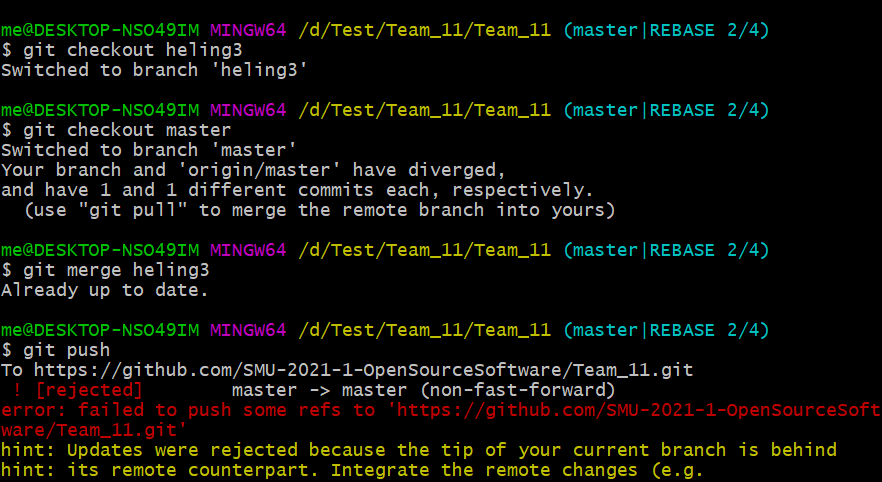 me@DESKTOP-NSO49IM MINGW64 /d/Test/Team_11/Team_11 (master|REBASE 2/4)
$ git checkout heling3
Switched to branch 'heling3'
me@DESKTOP-NSO49IM MINGW64 /d/Test/Team_11/Team_11 (master|REBASE 2/4)
$ git checkout master
Switched to branch 'master'
Your branch and 'origin/master' have diverged,
and have 1 and 1 different commits each, respectively.
  (use "git pull" to merge the remote branch into yours)
me@DESKTOP-NSO49IM MINGW64 /d/Test/Team_11/Team_11 (master|REBASE 2/4)
$ git merge heling3
Already up to date.
me@DESKTOP-NSO49IM MINGW64 /d/Test/Team_11/Team_11 (master|REBASE 2/4)
$ git push
To https://github.com/SMU-2021-1-OpenSourceSoftware/Team_11.git
 ! [rejected]        master -> master (non-fast-forward)
error: failed to push some refs to 'https://github.com/SMU-2021-1-OpenSourceSoft
ware/Team_11.git'
hint: Updates were rejected because the tip of your current branch is behind
hint: its remote counterpart. Integrate the remote changes (e.g.